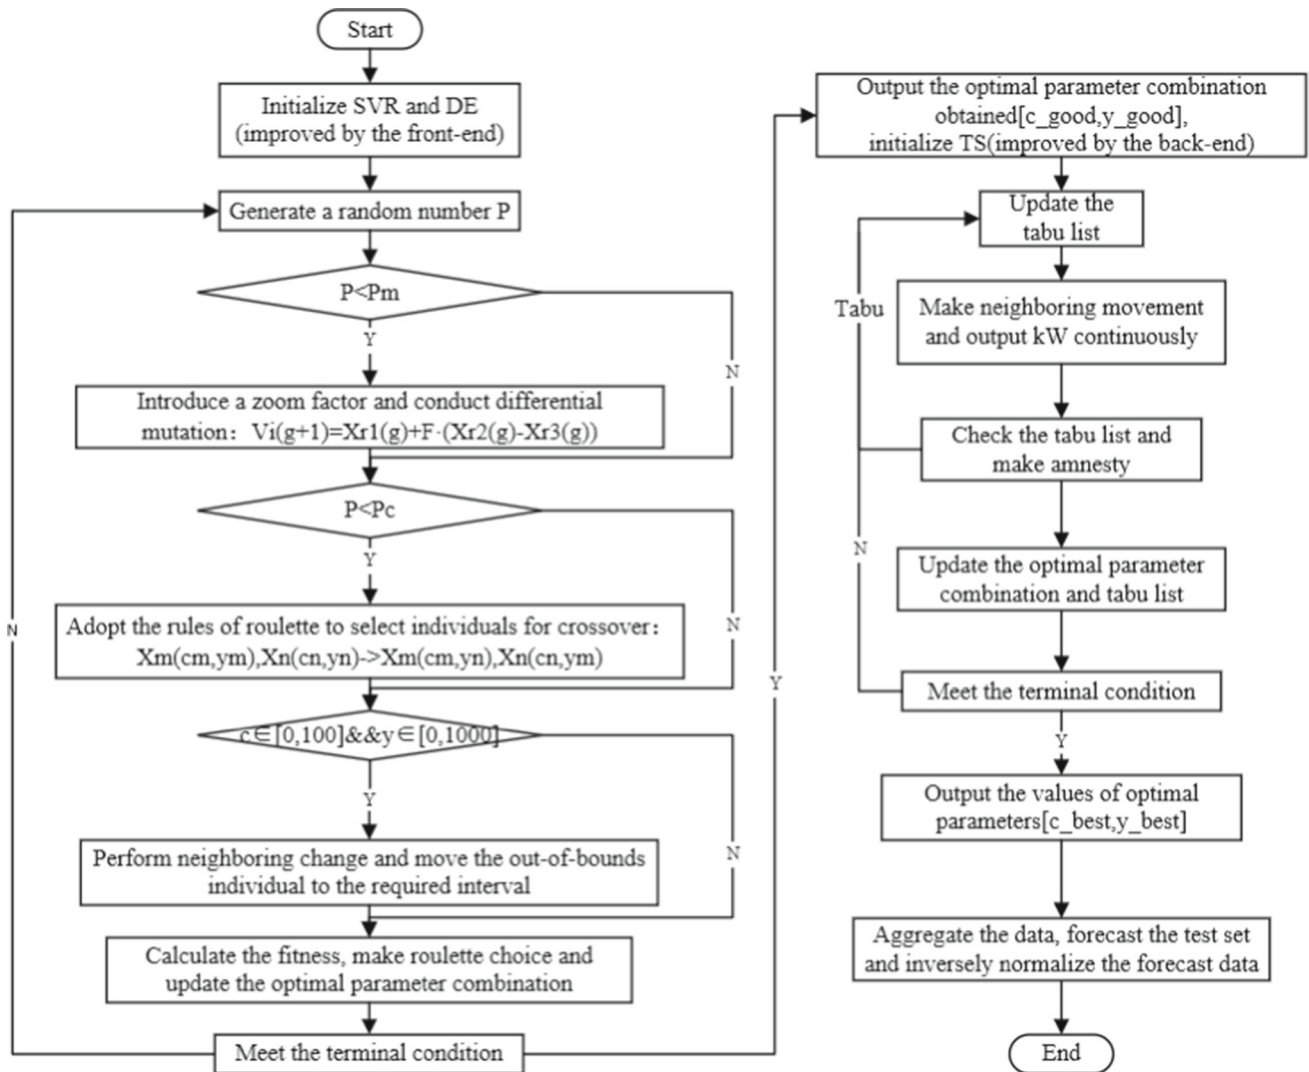 Start
Initialize SVR and DE
(improved by the front-end)
Generate a random number P
P<Pm
Y
N
Introduce a zoom factor and conduct differential
mutation：Vi(g+1)=Xr1(g)+F·(Xr2(g)-Xr3(g))
P<Pc
Y
N
Adopt the rules of roulette to select individuals for crossover：
Xm(cm,ym),Xn(cn,yn)->Xm(cm,yn),Xn(cn,ym)
c∈[0,100]&&y∈[0,1000]
Y
N
Perform neighboring change and move the out-of-bounds
individual to the required interval
Calculate the fitness, make roulette choice and
update the optimal parameter combination
Meet the terminal condition
N
Y
Output the optimal parameter combination
obtained[c_good,y_good],
initialize TS(improved by the back-end)
Update the
tabu list
Make neighboring movement
and output kW continuously
Tabu
Check the tabu list and
make amnesty
Update the optimal parameter
combination and tabu list
N
Meet the terminal condition
Y
Output the values of optimal
parameters[c_best,y_best]
Aggregate the data, forecast the test set
and inversely normalize the forecast data
End